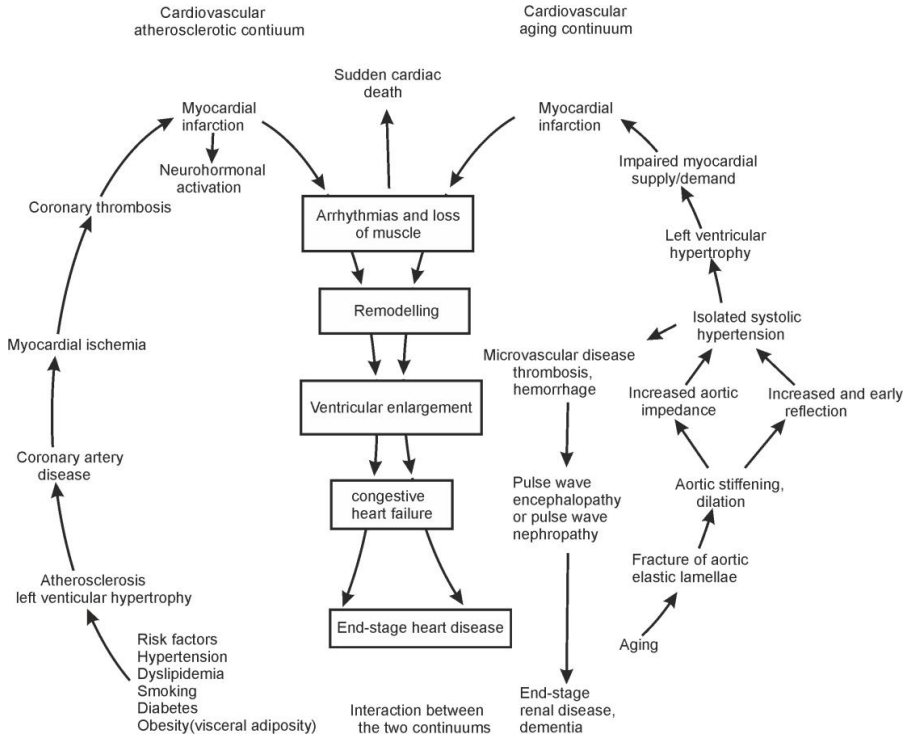 Cardiovascular
atherosclerotic contiuum
Cardiovascular
aging continuum
Sudden cardiac
death
Myocardial
infarction
Neurohormonal
activation
Coronary thrombosis
Myocardial ischemia
Coronary artery
disease
Atherosclerosis
left venticular hypertrophy
Risk factors
Hypertension
Dyslipidemia
Smoking
Diabetes
Obesity(visceral adiposity)
Arrhythmias and loss
of muscle
Remodelling
Ventricular enlargement
congestive
heart failure
End-stage heart disease
Interaction between
the two continuums
Myocardial
infarction
Impaired myocardial
supply/demand
Left ventricular
hypertrophy
Isolated systolic
hypertension
Microvascular disease
thrombosis,
hemorrhage
Increased aortic
impedance
Increased and early
reflection
Pulse wave
encephalopathy
or pulse wave
nephropathy
Aortic stiffening,
dilation
Fracture of aortic
elastic lamellae
Aging
End-stage
renal disease,
dementia